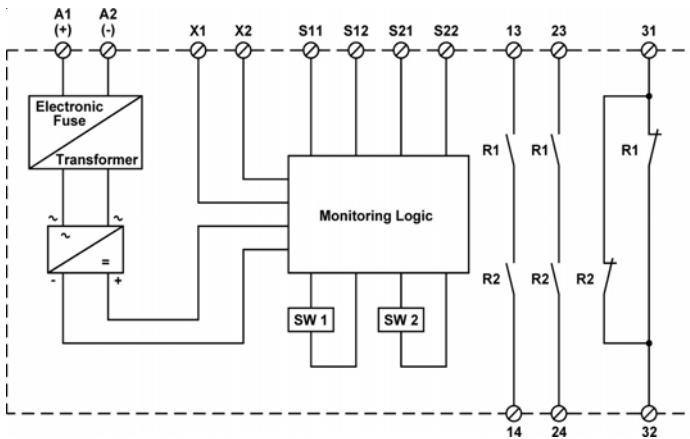 A1 A2 X1 X2 S11 S12 S21 S22 13 23 31
(+) (-)
Electronic
Fuse
Transformer
R1 R1 R1
Monitoring Logic
~ ~
~
=
- +
R2 R2 R2
SW 1 SW 2
14 24 32